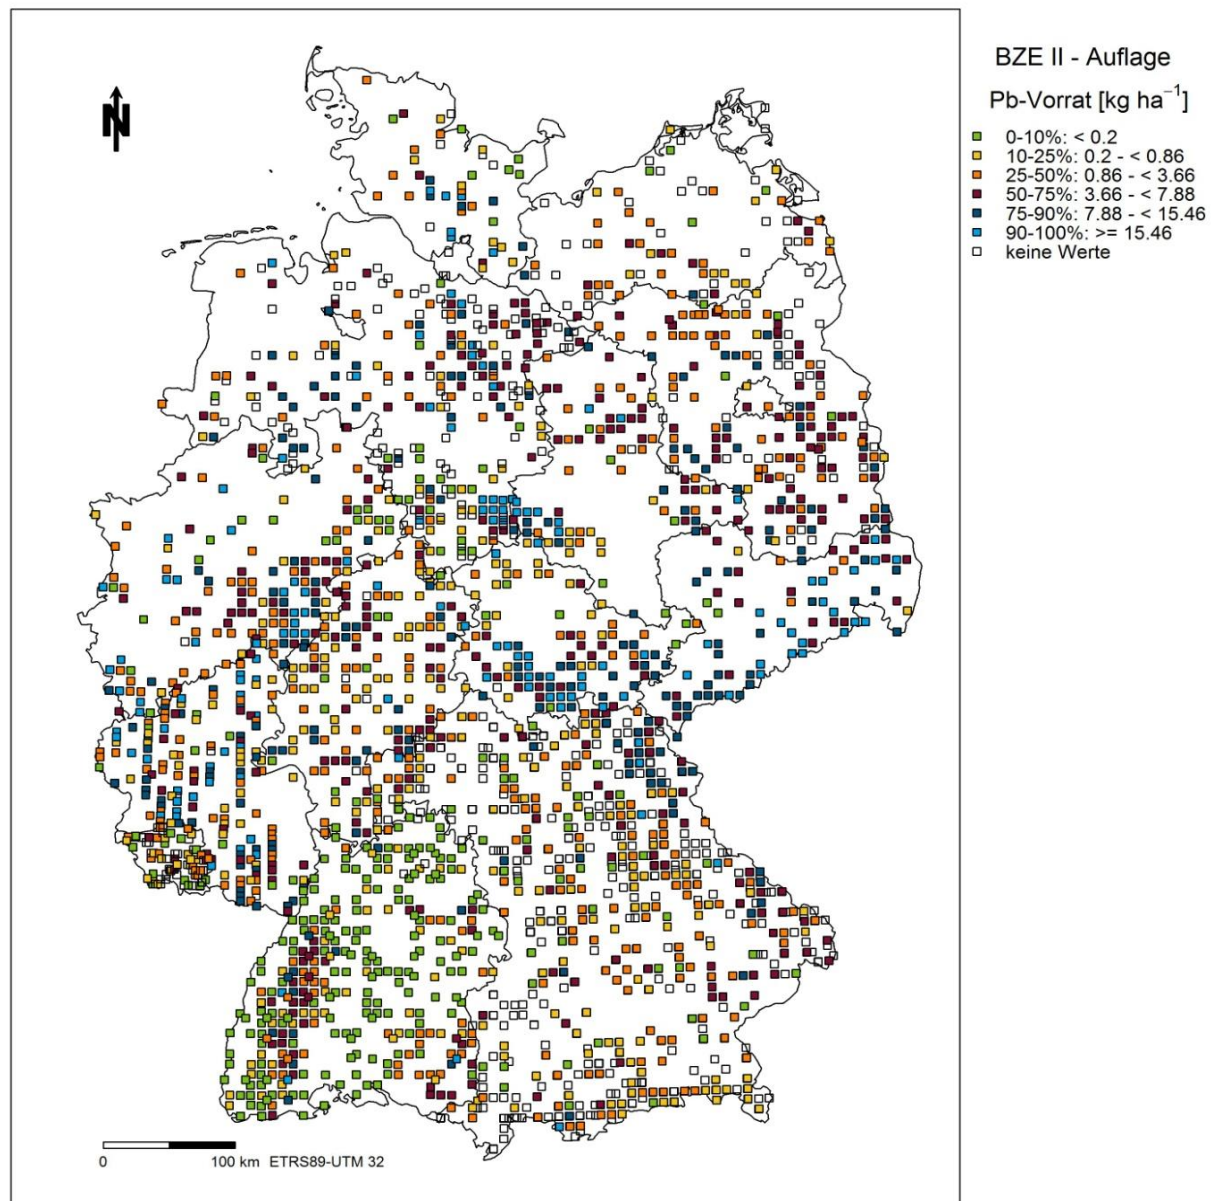 BZE II - Auflage
Pb-Vorrat [kg ha⁻¹]
0-10%: < 0.2
10-25%: 0.2 - < 0.86
25-50%: 0.86 - < 3.66
50-75%: 3.66 - < 7.88
75-90%: 7.88 - < 15.46
90-100%: >= 15.46
keine Werte
N
0 100 km ETRS89-UTM 32